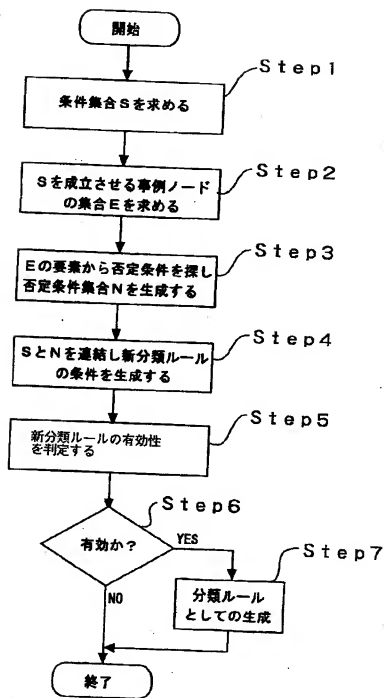 開始
Step1
条件集合Sを求める
Step2
Sを成立させる事例ノード
の集合Eを求める
Step3
Eの要素から否定条件を探し
否定条件集合Nを生成する
Step4
SとNを連結し新分類ルール
の条件を生成する
Step5
新分類ルールの有効性
を判定する
Step6
有効か？
YES
Step7
NO
分類ルール
としての生成
終了